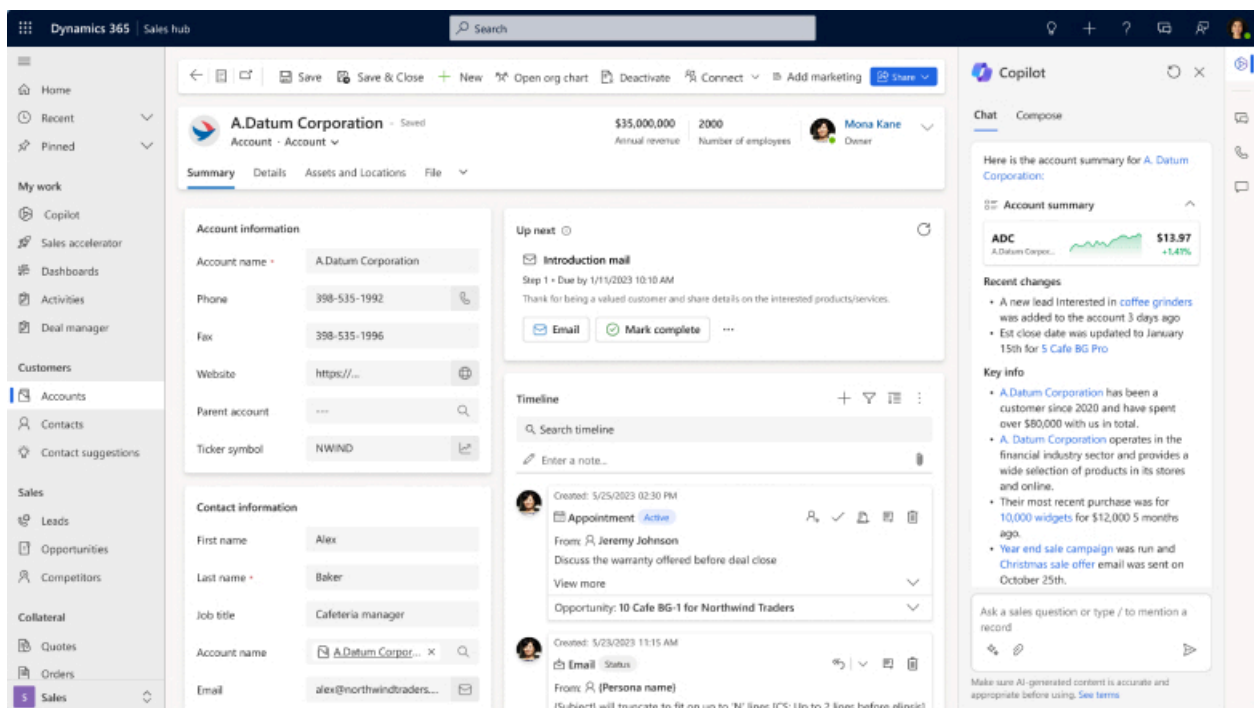 Dynamics 365 Sales hub
Search
Home
Recent
Pinned
My work
Copilot
Sales accelerator
Dashboards
Activities
Deal manager
Customers
Accounts
Contacts
Contact suggestions
Sales
Leads
Opportunities
Competitors
Collateral
Quotes
Orders
S Sales
Save Save & Close New Open org chart Deactivate Connect Add marketing Share
A.Datum Corporation - Saved
Account · Account
$35,000,000
Annual revenue
2000
Number of employees
Mona Kane
Owner
Summary Details Assets and Locations File
Account information
Account name * A.Datum Corporation
Phone 398-535-1992
Fax 398-535-1996
Website https://...
Parent account ---
Ticker symbol NWIND
Contact information
First name Alex
Last name * Baker
Job title Cafeteria manager
Account name A.Datum Corpor... ×
Email alex@northwindtraders....
Up next
Introduction mail
Step 1 • Due by 1/11/2023 10:10 AM
Thank for being a valued customer and share details on the interested products/services.
Email Mark complete ...
Timeline
Search timeline
Enter a note...
Created: 5/25/2023 02:30 PM
Appointment Active
From: Jeremy Johnson
Discuss the warranty offered before deal close
View more
Opportunity: 10 Cafe BG-1 for Northwind Traders
Created: 5/23/2023 11:15 AM
Email Status
From: (Persona name)
(Subject) will truncate to fit on up to 'N' lines [CS: Up to 2 lines before elipsis]
Copilot
Chat Compose
Here is the account summary for A. Datum
Corporation:
Account summary
ADC $13.97
A.Datum Corpor... +1.41%
Recent changes
• A new lead Interested in coffee grinders
was added to the account 3 days ago
• Est close date was updated to January
15th for 5 Cafe BG Pro
Key info
• A.Datum Corporation has been a
customer since 2020 and have spent
over $80,000 with us in total.
• A. Datum Corporation operates in the
financial industry sector and provides a
wide selection of products in its stores
and online.
• Their most recent purchase was for
10,000 widgets for $12,000 5 months
ago.
• Year end sale campaign was run and
Christmas sale offer email was sent on
October 25th.
Ask a sales question or type / to mention a
record
Make sure AI-generated content is accurate and
appropriate before using. See terms